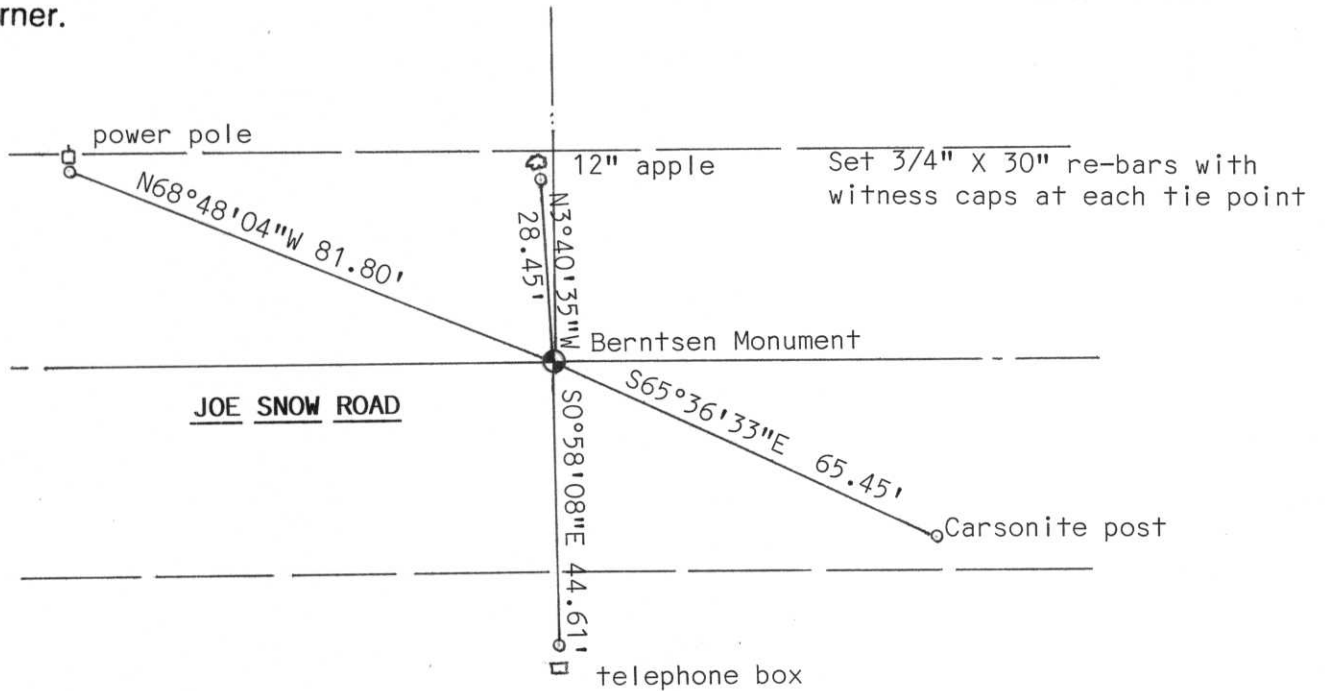 rner.
power pole
12" apple
Set 3/4" X 30" re-bars with
witness caps at each tie point
N68°48'04"W 81.80'
N3°40'35"W
28.45'
Berntsen Monument
JOE SNOW ROAD
S65°36'33"E 65.45'
S0°58'08"E 44.61'
Carsonite post
telephone box